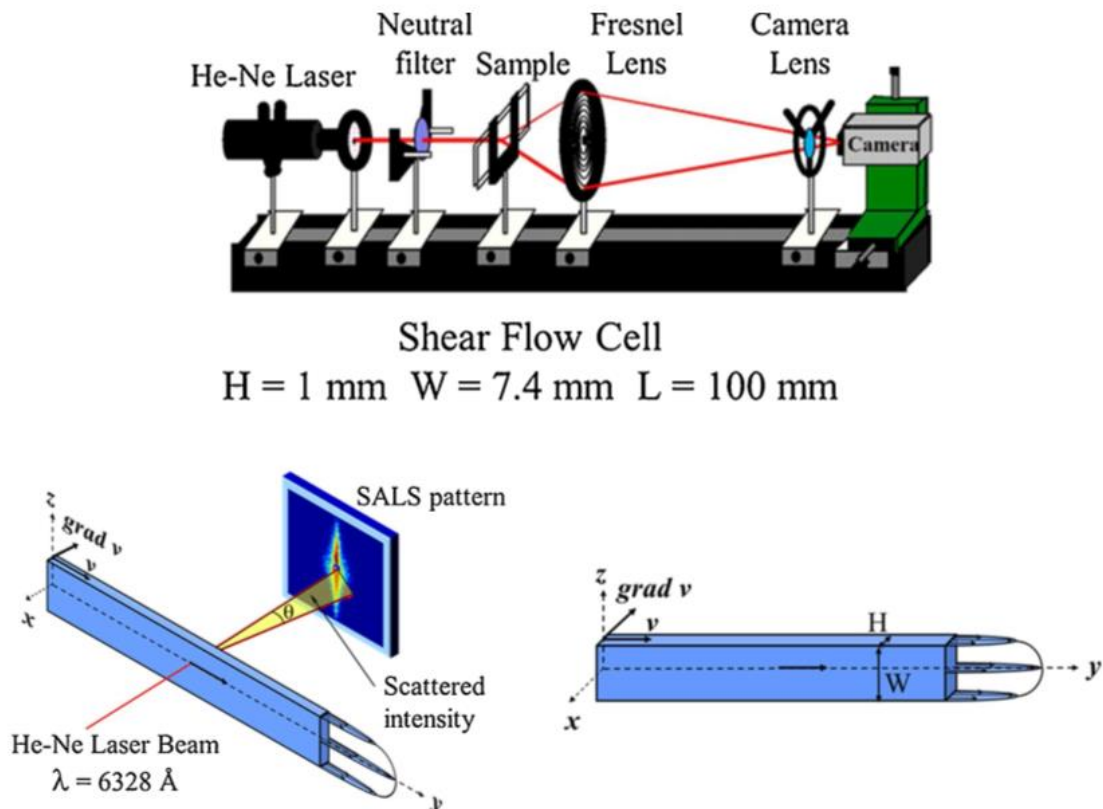 He-Ne Laser
Neutral
filter
Sample
Fresnel
Lens
Camera
Lens
Camera
Shear Flow Cell
H = 1 mm W = 7.4 mm L = 100 mm
SALS pattern
z
grad v
v
x
θ
Scattered
intensity
He-Ne Laser Beam
λ = 6328 Å
y
z
grad v
v
H
W
y
x